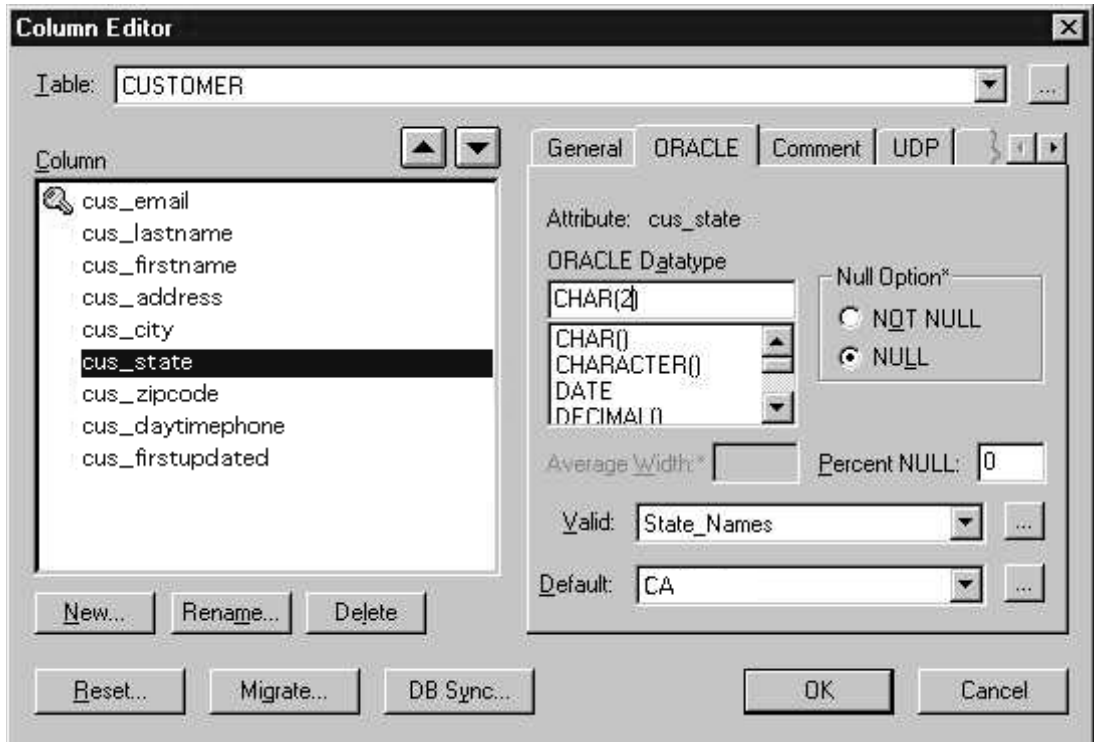 Column Editor
Table: CUSTOMER ...
Column
cus_email
cus_lastname
cus_firstname
cus_address
cus_city
cus_state
cus_zipcode
cus_daytimephone
cus_firstupdated
New... Rename... Delete
General ORACLE Comment UDP
Attribute: cus_state
ORACLE Datatype
CHAR(2)
CHAR()
CHARACTER()
DATE
DECIMAL()
Null Option*
NOT NULL
NULL
Average Width:* Percent NULL: 0
Valid: State_Names ...
Default: CA ...
Reset... Migrate... DB Sync... OK Cancel